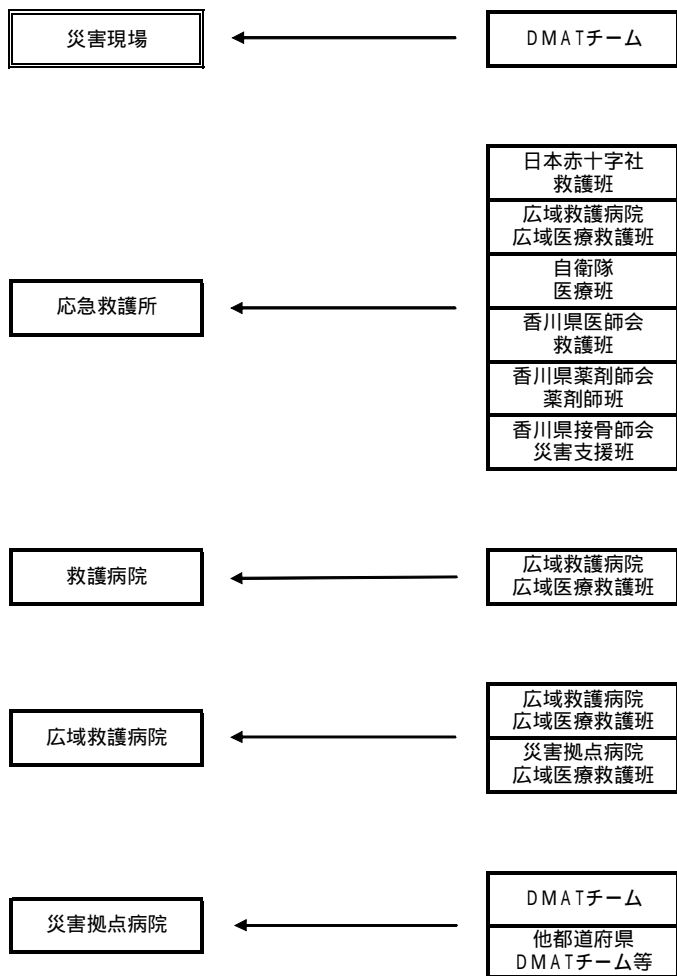 災害現場
DMATチーム
日本赤十字社
救護班
広域救護病院
広域医療救護班
自衛隊
医療班
応急救護所
香川県医師会
救護班
香川県薬剤師会
薬剤師班
香川県接骨師会
災害支援班
救護病院
広域救護病院
広域医療救護班
広域救護病院
広域救護病院
広域医療救護班
災害拠点病院
広域医療救護班
災害拠点病院
DMATチーム
他都道府県
DMATチーム等